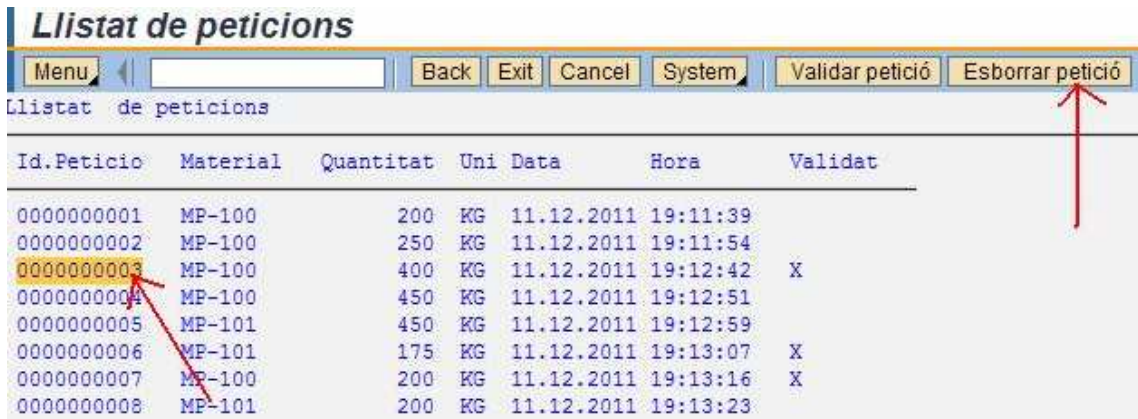 Llistat de peticions
Menu Back Exit Cancel System Validar petició Esborrar petició
Llistat de peticions
Id.Peticio Material Quantitat Uni Data Hora Validat
0000000001 MP-100 200 KG 11.12.2011 19:11:39
0000000002 MP-100 250 KG 11.12.2011 19:11:54
0000000003 MP-100 400 KG 11.12.2011 19:12:42 X
0000000004 MP-100 450 KG 11.12.2011 19:12:51
0000000005 MP-101 450 KG 11.12.2011 19:12:59
0000000006 MP-101 175 KG 11.12.2011 19:13:07 X
0000000007 MP-100 200 KG 11.12.2011 19:13:16 X
0000000008 MP-101 200 KG 11.12.2011 19:13:23